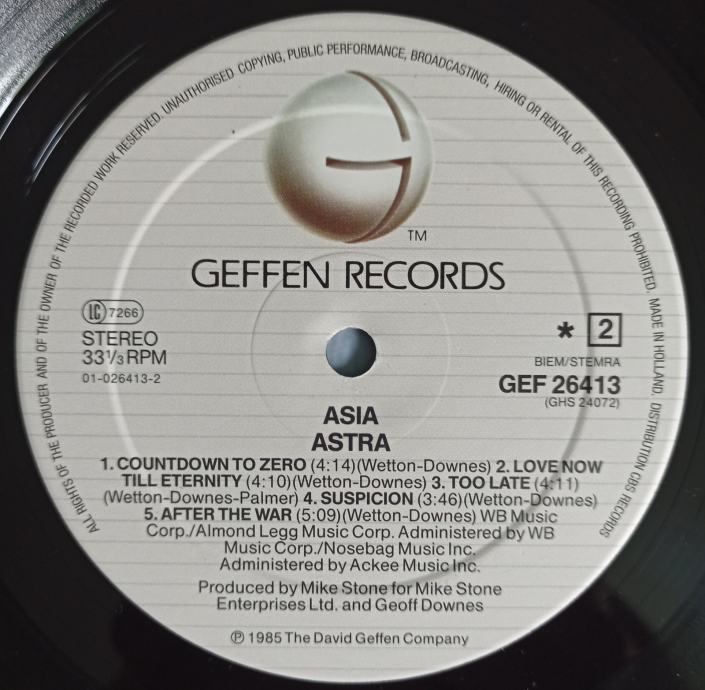 ALL RIGHTS OF THE PRODUCER AND OF THE OWNER OF THE RECORDED WORK RESERVED. UNAUTHORISED COPYING, PUBLIC PERFORMANCE, BROADCASTING, HIRING OR RENTAL OF THIS RECORDING PROHIBITED. MADE IN HOLLAND. DISTRIBUTION CBS RECORDS
TM
GEFFEN RECORDS
LC 7266
STEREO
33⅓ RPM
01-026413-2
* 2
BIEM/STEMRA
GEF 26413
(GHS 24072)
ASIA
ASTRA
1. COUNTDOWN TO ZERO (4:14)(Wetton-Downes) 2. LOVE NOW
TILL ETERNITY (4:10)(Wetton-Downes) 3. TOO LATE (4:11)
(Wetton-Downes-Palmer) 4. SUSPICION (3:46)(Wetton-Downes)
5. AFTER THE WAR (5:09)(Wetton-Downes) WB Music
Corp./Almond Legg Music Corp. Administered by WB
Music Corp./Nosebag Music Inc.
Administered by Ackee Music Inc.
Produced by Mike Stone for Mike Stone
Enterprises Ltd. and Geoff Downes
℗ 1985 The David Geffen Company